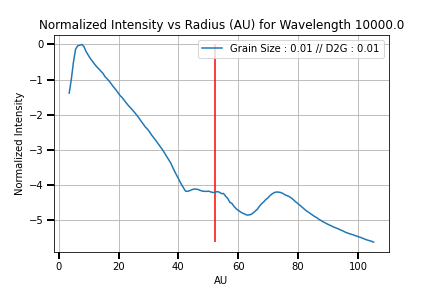 Normalized Intensity vs Radius (AU) for Wavelength 10000.0
Grain Size : 0.01 // D2G : 0.01
Normalized Intensity
0
−1
−2
−3
−4
−5
0 20 40 60 80 100
AU